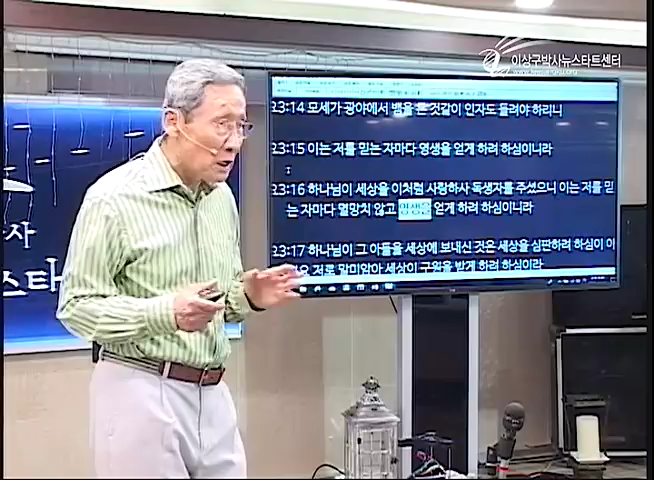 이상구박사뉴스타트센터
23:14 모세가 광야에서 뱀을 든 것같이 인자도 들려야 하리니
23:15 이는 저를 믿는 자마다 영생을 얻게 하려 하심이니라
23:16 하나님이 세상을 이처럼 사랑하사 독생자를 주셨으니 이는 저를 믿
는 자마다 멸망치 않고 영생을 얻게 하려 하심이니라
23:17 하나님이 그 아들을 세상에 보내신 것은 세상을 심판하려 하심이 아
저로 말미암아 세상이 구원을 받게 하려 하심이니라
사
스타